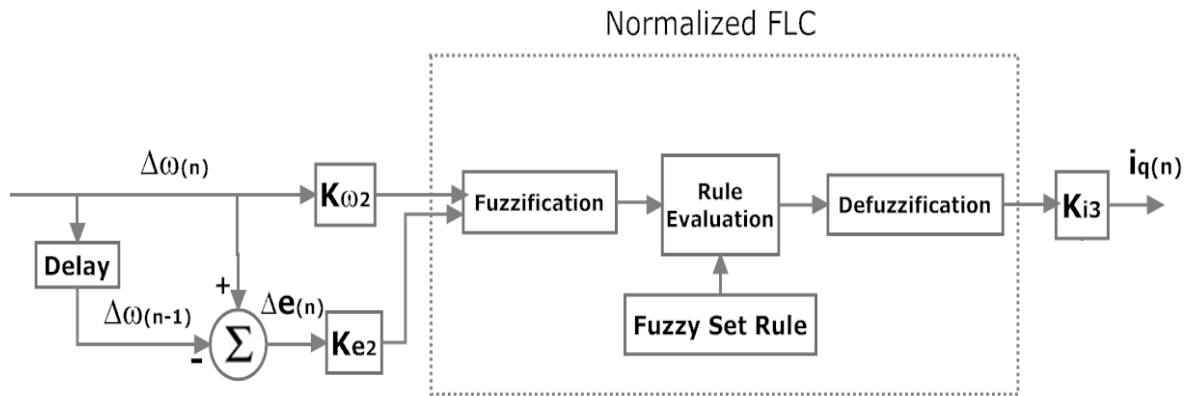 Normalized FLC
Δω(n)
Kω2
Fuzzification
Rule
Evaluation
Defuzzification
Ki3
iq(n)
Delay
+
Δω(n-1)
-
Σ
Δe(n)
Ke2
Fuzzy Set Rule